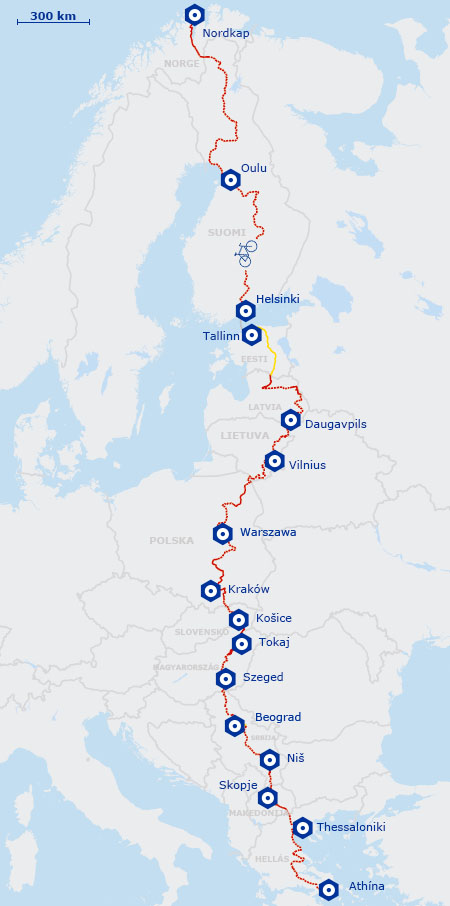 300 km
Nordkap
NORGE
Oulu
SUOMI
Helsinki
Tallinn
EESTI
LATVIA
Daugavpils
LIETUVA
Vilnius
Warszawa
POLSKA
Kraków
Košice
SLOVENSKO
Tokaj
MAGYARORSZÁG
Szeged
Beograd
SRBIJA
Niš
Skopje
MAKEDONIJA
Thessaloniki
HELLÁS
Athína